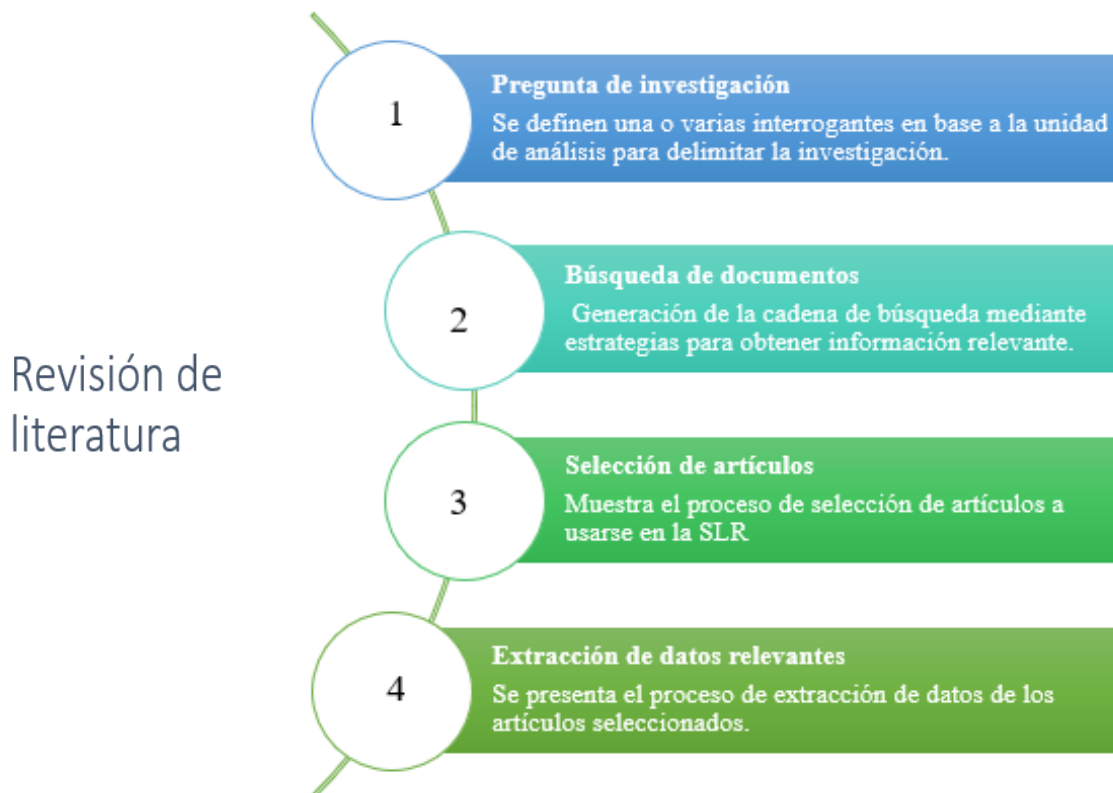 Revisión de
literatura
1
Pregunta de investigación
Se definen una o varias interrogantes en base a la unidad
de análisis para delimitar la investigación.
2
Búsqueda de documentos
Generación de la cadena de búsqueda mediante
estrategias para obtener información relevante.
3
Selección de artículos
Muestra el proceso de selección de artículos a
usarse en la SLR
4
Extracción de datos relevantes
Se presenta el proceso de extracción de datos de los
artículos seleccionados.